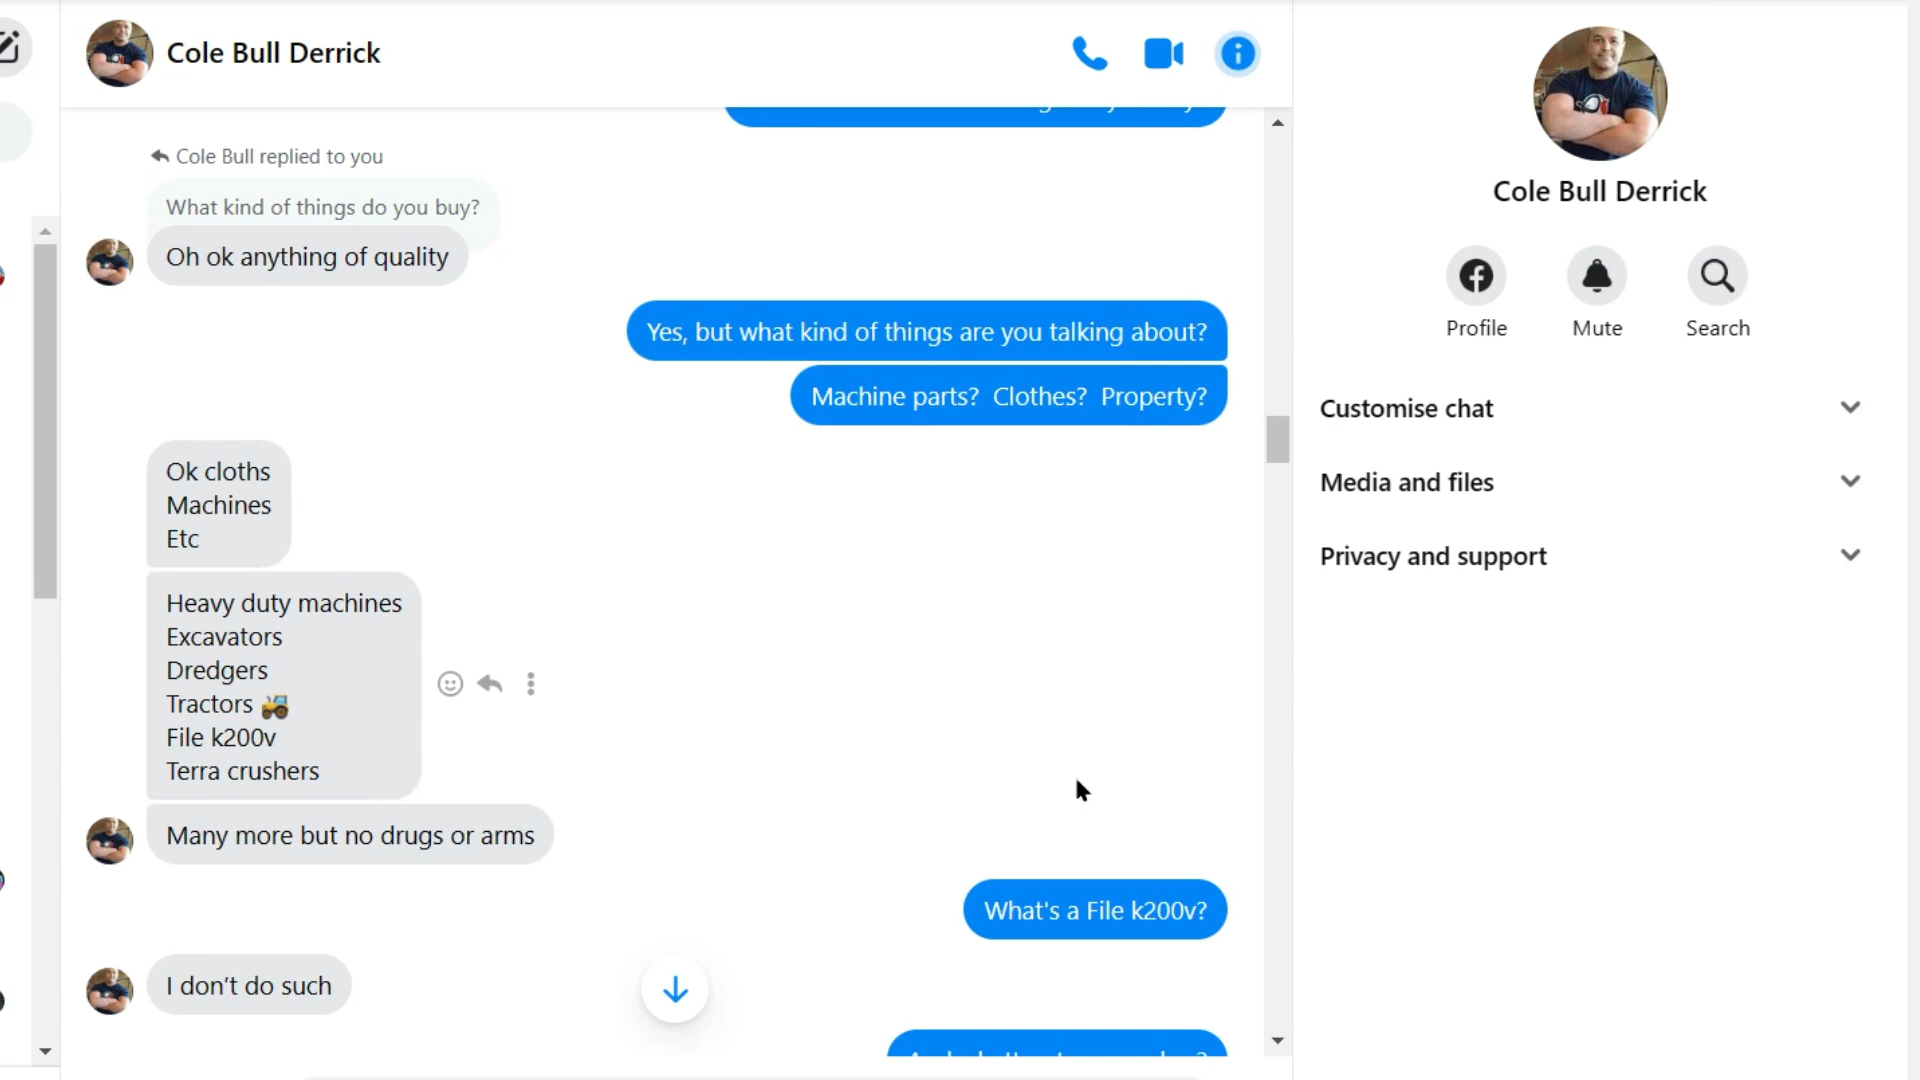 Cole Bull Derrick
Cole Bull replied to you
What kind of things do you buy?
Oh ok anything of quality
Yes, but what kind of things are you talking about?
Machine parts?  Clothes?  Property?
Ok cloths
Machines
Etc
Heavy duty machines
Excavators
Dredgers
Tractors 🚜
File k200v
Terra crushers
Many more but no drugs or arms
What's a File k200v?
I don't do such
Cole Bull Derrick
Profile
Mute
Search
Customise chat
Media and files
Privacy and support